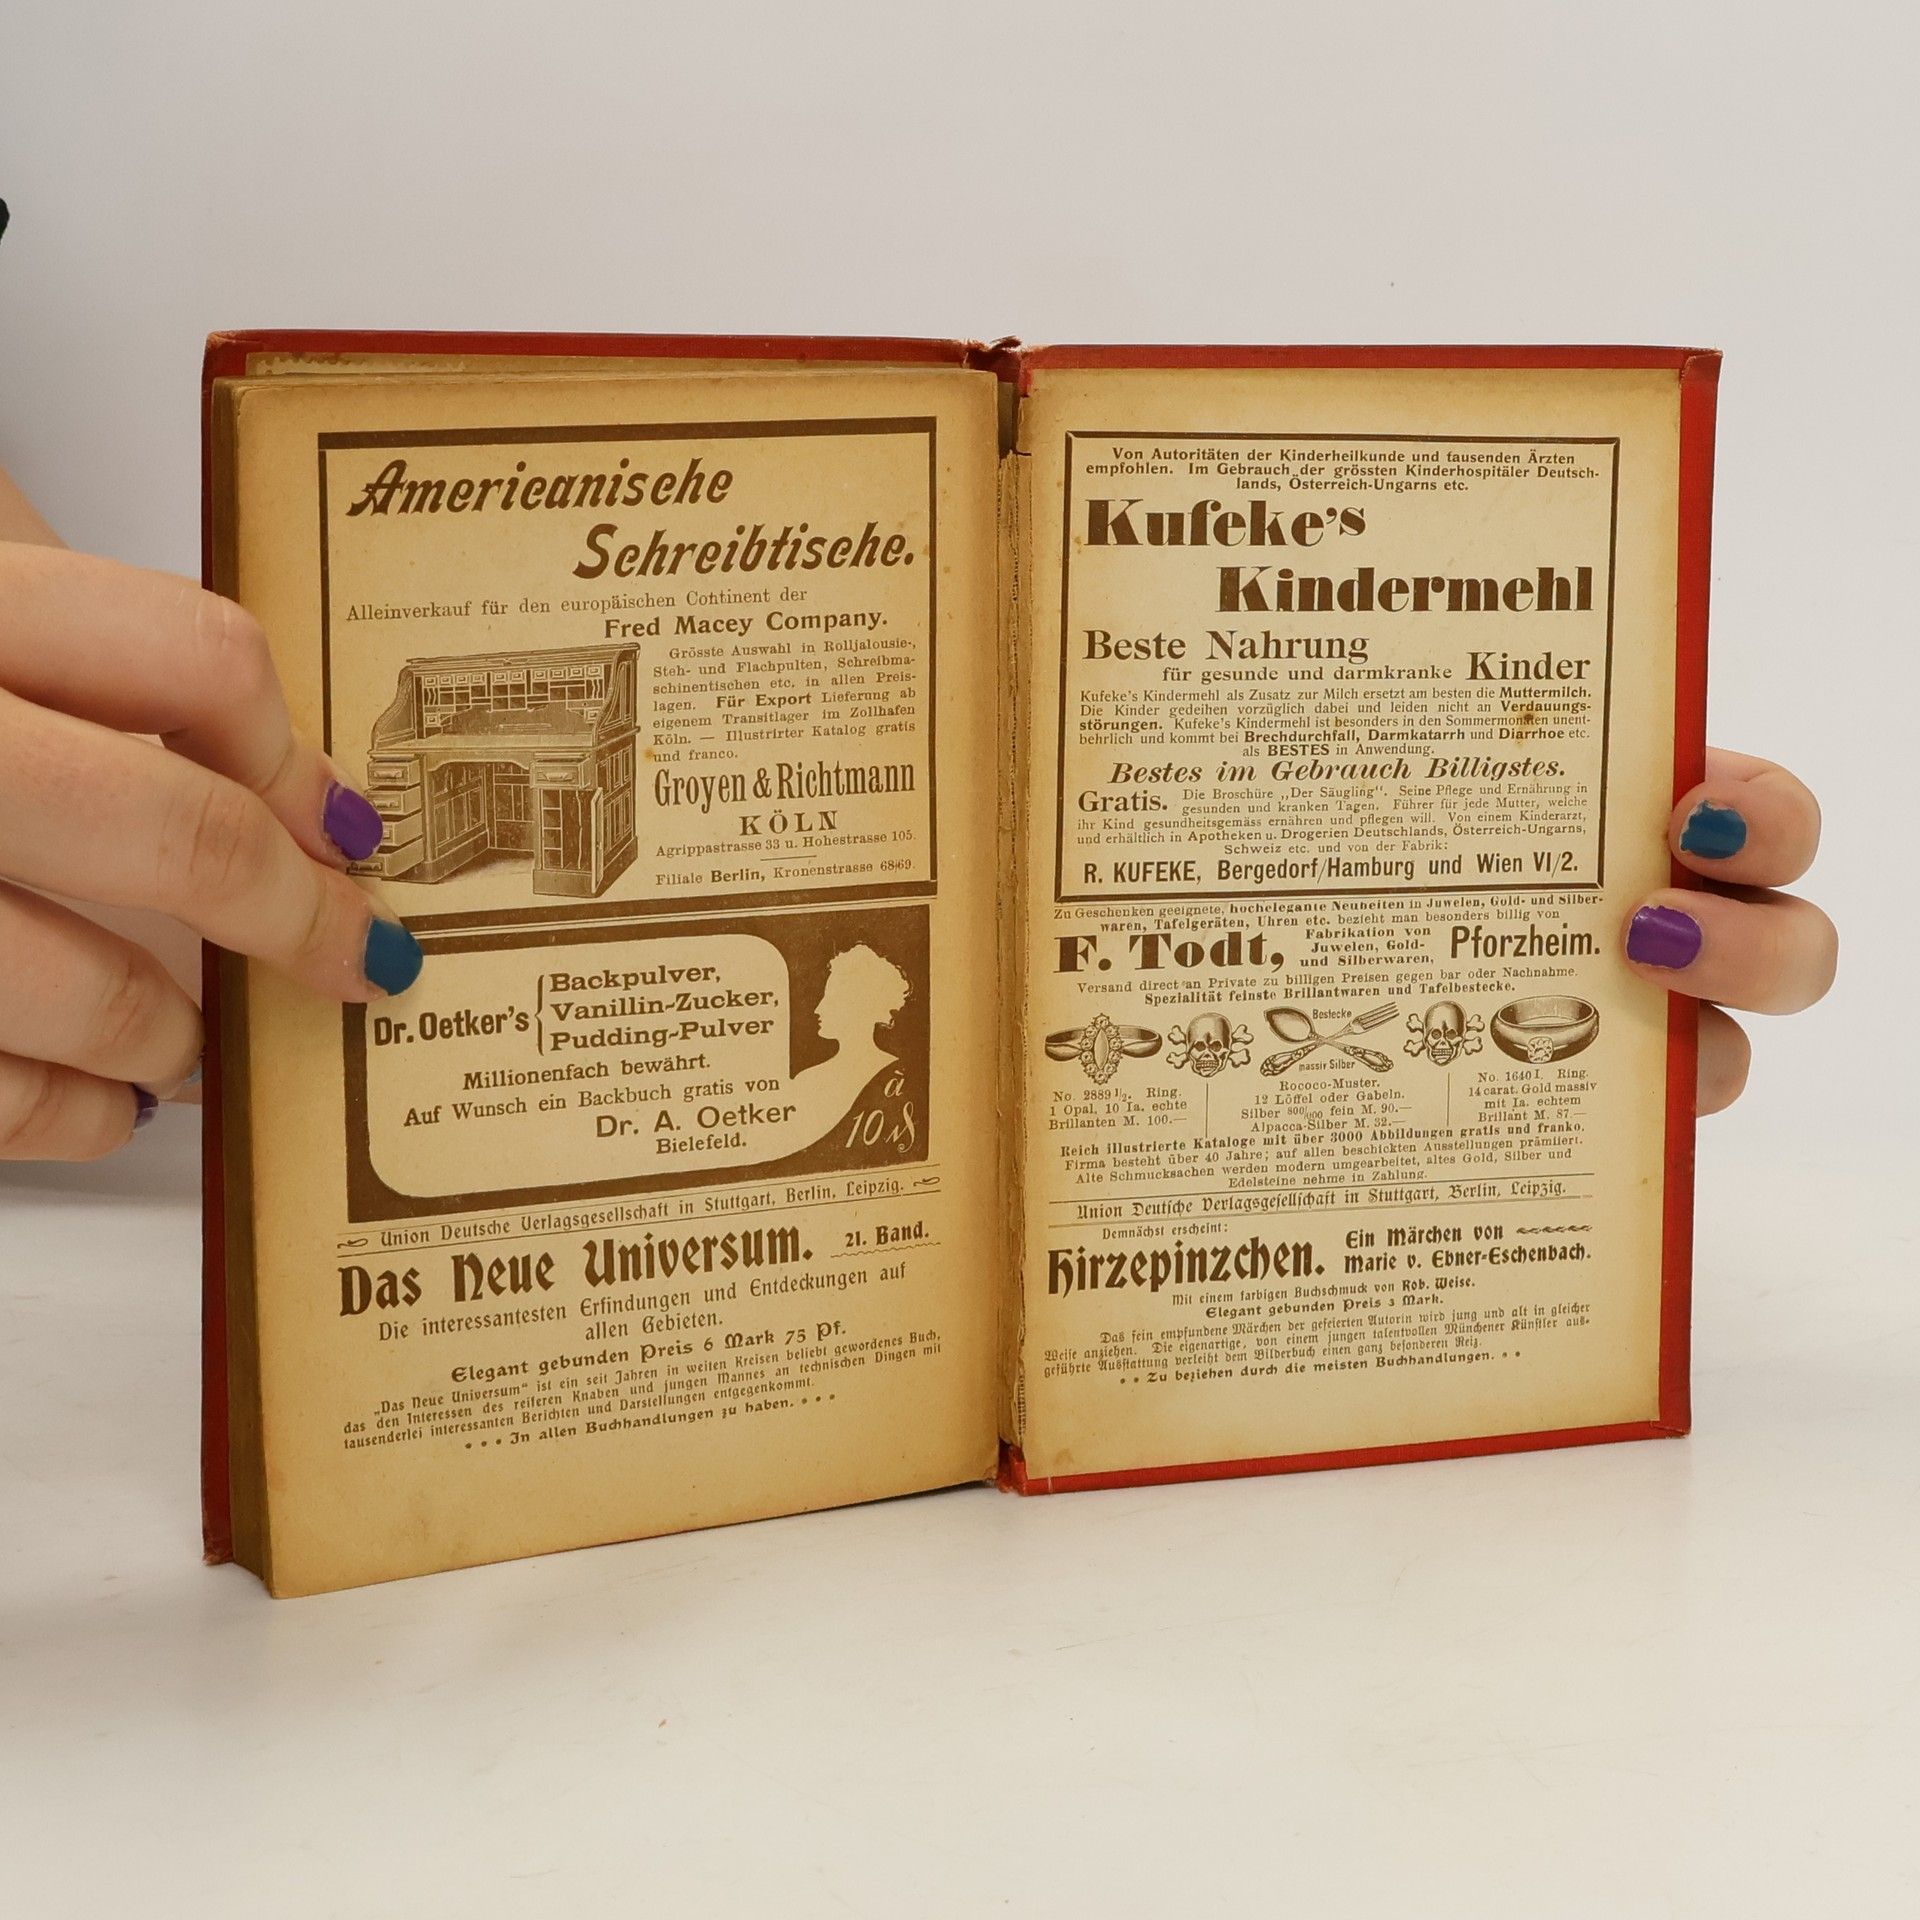 Americanische
Schreibtische.
Alleinverkauf für den europäischen Continent der
Fred Macey Company.
Grösste Auswahl in Rolljalousie-,
Steh- und Flachpulten, Schreibma-
schinentischen etc. in allen Preis-
lagen. Für Export Lieferung ab
eigenem Transitlager im Zollhafen
Köln. — Illustrirter Katalog gratis
und franco.
Groyen & Richtmann
KÖLN
Agrippastrasse 33 u. Hohestrasse 105.
Filiale Berlin, Kronenstrasse 68/69.
Dr. Oetker's
Backpulver,
Vanillin-Zucker,
Pudding-Pulver
Millionenfach bewährt.
Auf Wunsch ein Backbuch gratis von
Dr. A. Oetker
Bielefeld.
à
10 ₰
Union Deutsche Verlagsgesellschaft in Stuttgart, Berlin, Leipzig.
Das Neue Universum. 21. Band.
Die interessantesten Erfindungen und Entdeckungen auf
allen Gebieten.
Elegant gebunden Preis 6 Mark 75 Pf.
„Das Neue Universum“ ist ein seit Jahren in weiten Kreisen beliebt gewordenes Buch,
das den Interessen des reiferen Knaben und jungen Mannes an technischen Dingen mit
tausenderlei interessanten Berichten und Darstellungen entgegenkommt.
• • • In allen Buchhandlungen zu haben. • • •
Von Autoritäten der Kinderheilkunde und tausenden Ärzten
empfohlen. Im Gebrauch der grössten Kinderhospitäler Deutsch-
lands, Österreich-Ungarns etc.
Kufeke's
Kindermehl
Beste Nahrung
für gesunde und darmkranke Kinder
Kufeke's Kindermehl als Zusatz zur Milch ersetzt am besten die Muttermilch.
Die Kinder gedeihen vorzüglich dabei und leiden nicht an Verdauungs-
störungen. Kufeke's Kindermehl ist besonders in den Sommermonaten unent-
behrlich und kommt bei Brechdurchfall, Darmkatarrh und Diarrhoe etc.
als BESTES in Anwendung.
Bestes im Gebrauch Billigstes.
Gratis. Die Broschüre „Der Säugling“. Seine Pflege und Ernährung in
gesunden und kranken Tagen. Führer für jede Mutter, welche
ihr Kind gesundheitsgemäss ernähren und pflegen will. Von einem Kinderarzt,
und erhältlich in Apotheken u. Drogerien Deutschlands, Österreich-Ungarns,
Schweiz etc. und von der Fabrik:
R. KUFEKE, Bergedorf/Hamburg und Wien VI/2.
Zu Geschenken geeignete, hochelegante Neuheiten in Juwelen, Gold- und Silber-
waren, Tafelgeräten, Uhren etc. bezieht man besonders billig von
F. Todt,
Fabrikation von
Juwelen, Gold-
und Silberwaren,
Pforzheim.
Versand direct an Private zu billigen Preisen gegen bar oder Nachnahme.
Spezialität feinste Brillantwaren und Tafelbestecke.
Bestecke
massiv Silber
No. 2889 1/2. Ring.
1 Opal, 10 Ia. echte
Brillanten M. 100.—
Rococo-Muster.
12 Löffel oder Gabeln.
Silber 800/000 fein M. 90.—
Alpacca-Silber M. 32.—
No. 1640 I. Ring.
14 carat. Gold massiv
mit Ia. echtem
Brillant M. 87.—
Reich illustrierte Kataloge mit über 3000 Abbildungen gratis und franko.
Firma besteht über 40 Jahre; auf allen beschickten Ausstellungen prämiiert.
Alte Schmucksachen werden modern umgearbeitet, altes Gold, Silber und
Edelsteine nehme in Zahlung.
Union Deutsche Verlagsgesellschaft in Stuttgart, Berlin, Leipzig.
Demnächst erscheint:
Hirzepinzchen.
Ein Märchen von
Marie v. Ebner-Eschenbach.
Mit einem farbigen Buchschmuck von Rob. Weise.
Elegant gebunden Preis 3 Mark.
Das fein empfundene Märchen der gefeierten Autorin wird jung und alt in gleicher
Weise anziehen. Die eigenartige, von einem jungen talentvollen Münchener Künstler aus-
geführte Ausstattung verleiht dem Bilderbuch einen ganz besonderen Reiz.
• • Zu beziehen durch die meisten Buchhandlungen. • •